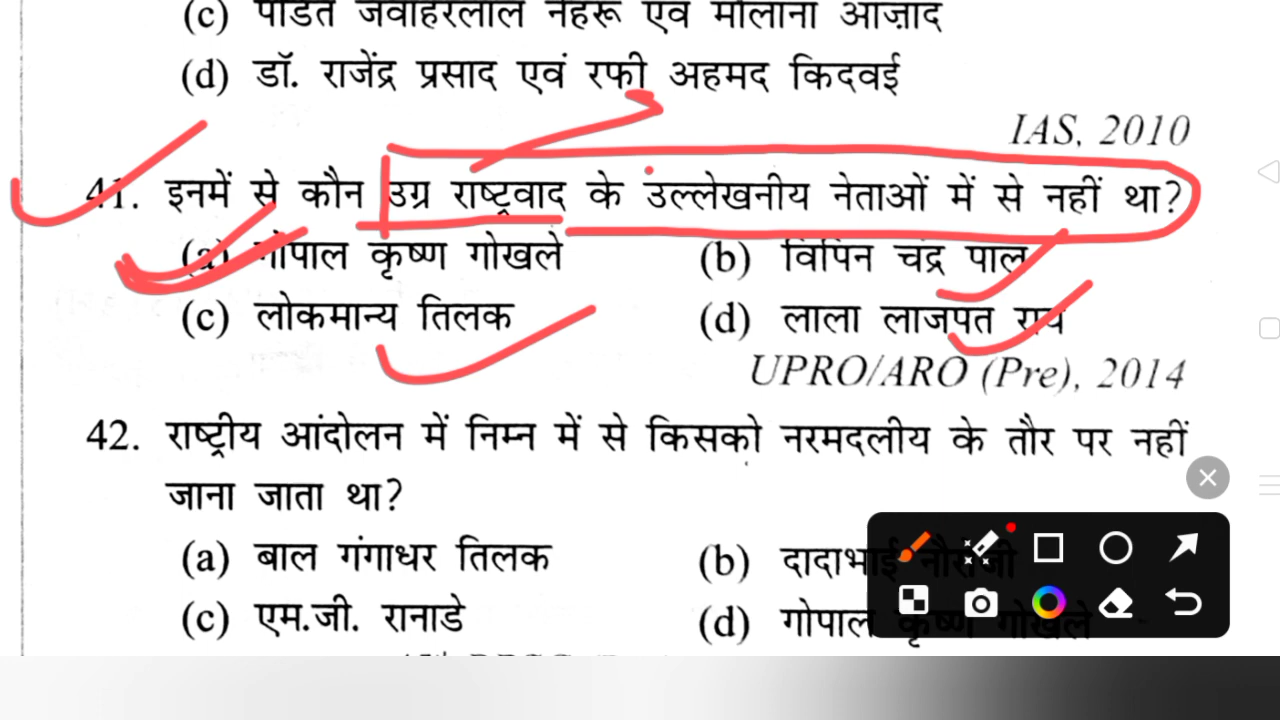 (c) पंडित जवाहरलाल नेहरू एवं मौलाना आज़ाद
(d) डॉ. राजेंद्र प्रसाद एवं रफी अहमद किदवई
IAS, 2010
41. इनमें से कौन उग्र राष्ट्रवाद के उल्लेखनीय नेताओं में से नहीं था?
(a) गोपाल कृष्ण गोखले (b) विपिन चंद्र पाल
(c) लोकमान्य तिलक (d) लाला लाजपत राय
UPRO/ARO (Pre), 2014
42. राष्ट्रीय आंदोलन में निम्न में से किसको नरमदलीय के तौर पर नहीं
जाना जाता था?
(a) बाल गंगाधर तिलक (b) दादाभाई नौरोजी
(c) एम.जी. रानाडे (d) गोपाल कृष्ण गोखले